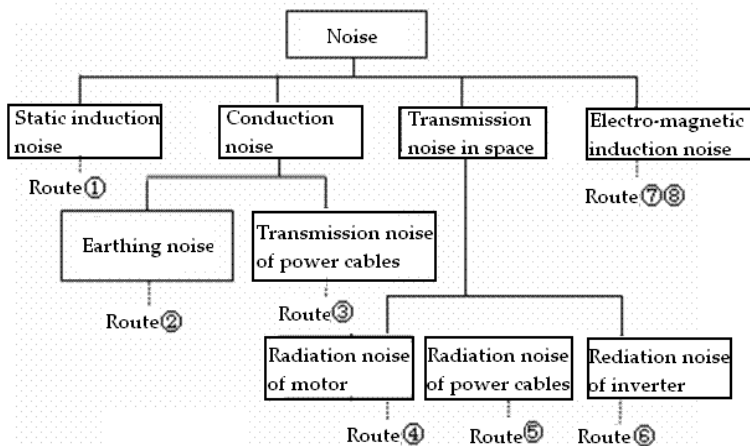 Noise
Static induction
noise
Conduction
noise
Transmission
noise in space
Electro-magnetic
induction noise
Route①
Route⑦⑧
Earthing noise
Transmission noise
of power cables
Route②
Route③
Radiation noise
of motor
Radiation noise
of power cables
Rediation noise
of inverter
Route④
Route⑤
Route⑥